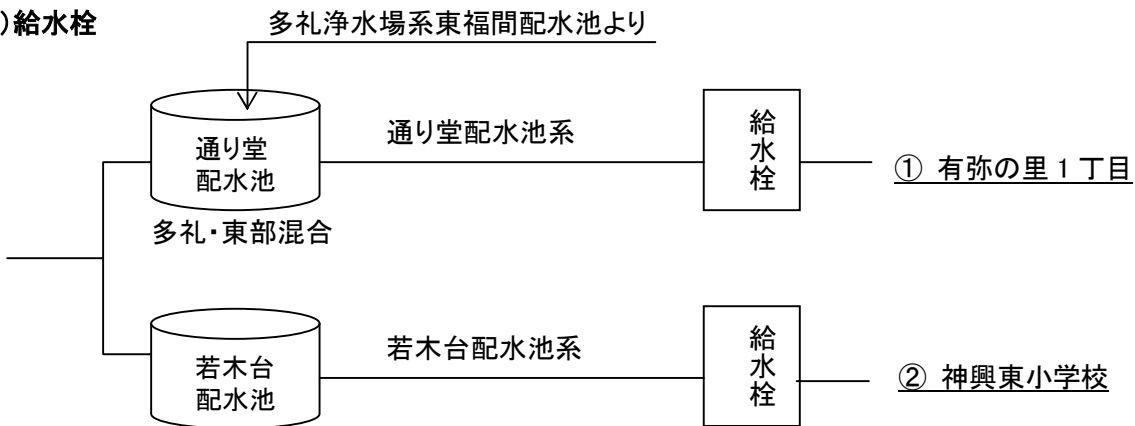 )給水栓
多礼浄水場系東福間配水池より
通り堂
配水池
通り堂配水池系
給水栓
① 有弥の里1丁目
多礼・東部混合
若木台
配水池
若木台配水池系
給水栓
② 神興東小学校